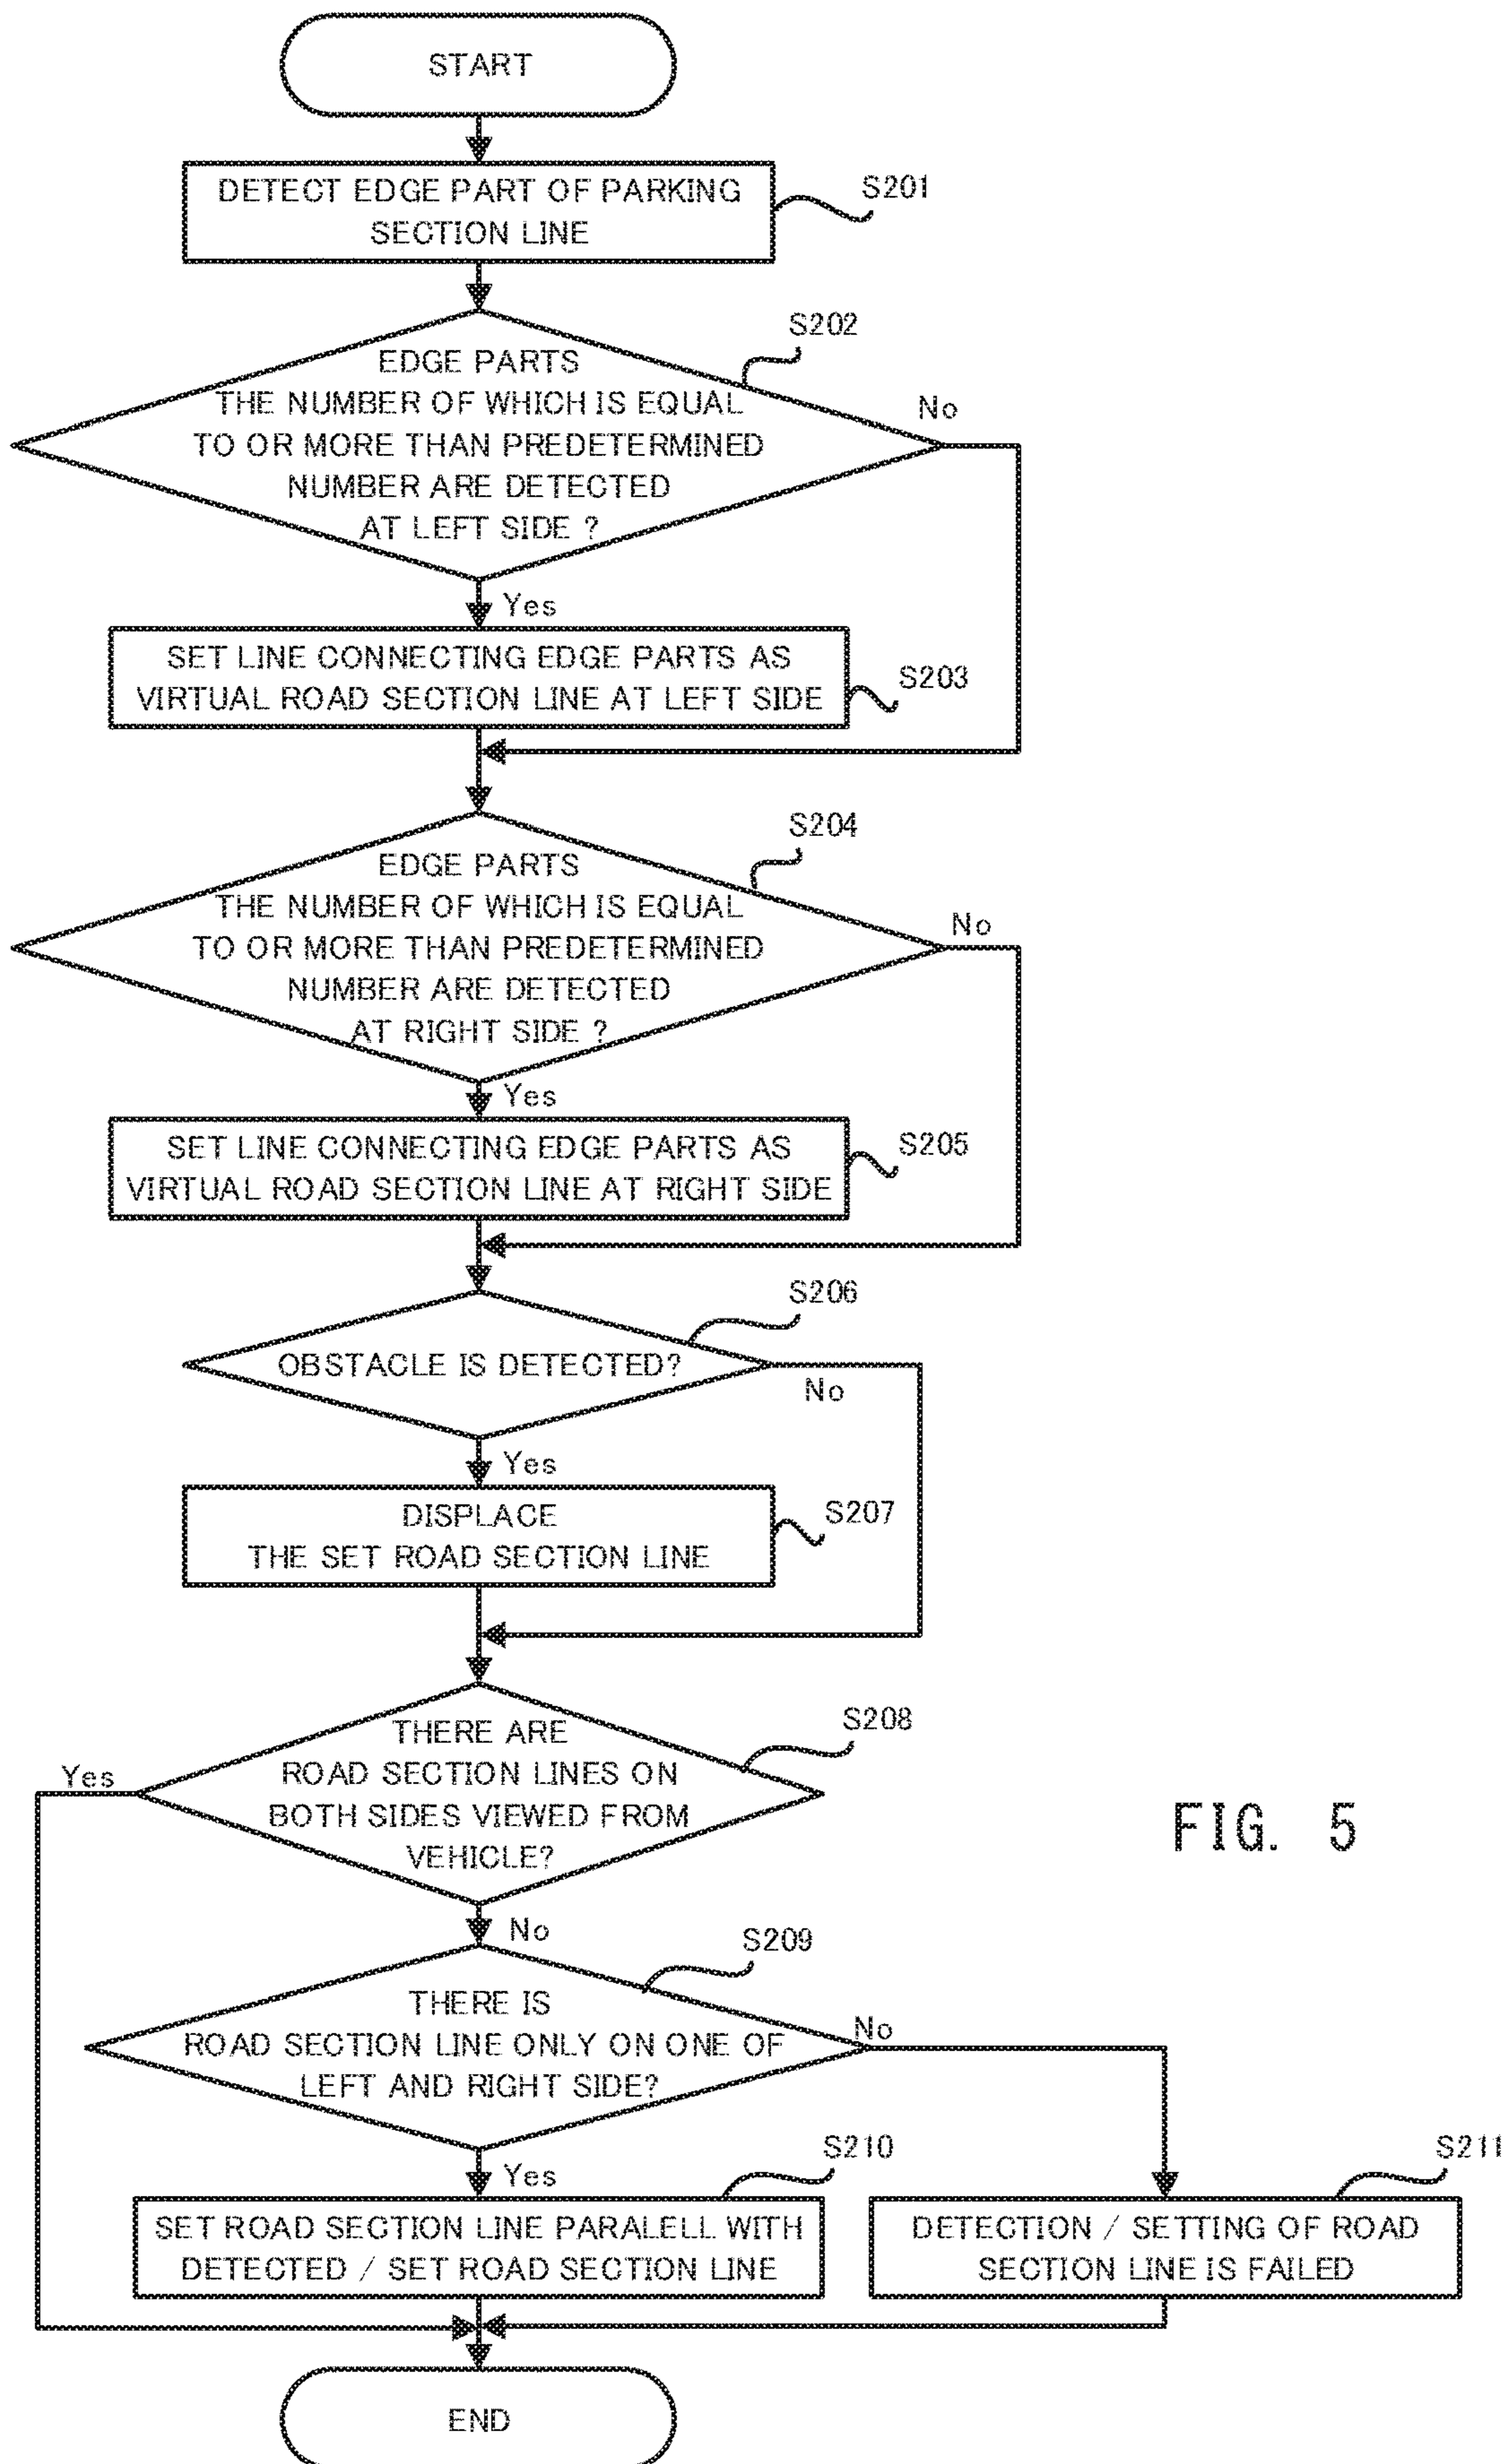 START
DETECT EDGE PART OF PARKING
SECTION LINE
S201
S202
EDGE PARTS
THE NUMBER OF WHICH IS EQUAL
TO OR MORE THAN PREDETERMINED
NUMBER ARE DETECTED
AT LEFT SIDE ?
No
Yes
SET LINE CONNECTING EDGE PARTS AS
VIRTUAL ROAD SECTION LINE AT LEFT SIDE
S203
S204
EDGE PARTS
THE NUMBER OF WHICH IS EQUAL
TO OR MORE THAN PREDETERMINED
NUMBER ARE DETECTED
AT RIGHT SIDE ?
No
Yes
SET LINE CONNECTING EDGE PARTS AS
VIRTUAL ROAD SECTION LINE AT RIGHT SIDE
S205
S206
OBSTACLE IS DETECTED?
No
Yes
DISPLACE
THE SET ROAD SECTION LINE
S207
S208
THERE ARE
ROAD SECTION LINES ON
BOTH SIDES VIEWED FROM
VEHICLE?
Yes
FIG. 5
No
S209
THERE IS
ROAD SECTION LINE ONLY ON ONE OF
LEFT AND RIGHT SIDE?
No
Yes
S210
SET ROAD SECTION LINE PARALELL WITH
DETECTED / SET ROAD SECTION LINE
S211
DETECTION / SETTING OF ROAD
SECTION LINE IS FAILED
END